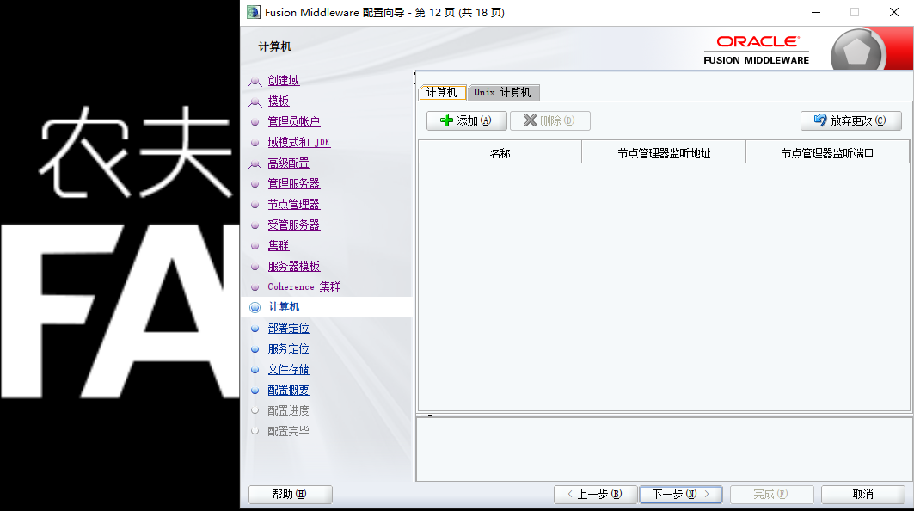 Fusion Middleware 配置向导 - 第 12 页 (共 18 页)
计算机
ORACLE
FUSION MIDDLEWARE
农夫
FA
创建域
模板
管理员帐户
域模式和 JDK
高级配置
管理服务器
节点管理器
受管服务器
集群
服务器模板
Coherence 集群
计算机
部署定位
服务定位
文件存储
配置概要
配置进度
配置完毕
计算机 Unix 计算机
添加(A) 删除(D) 放弃更改(C)
名称 节点管理器监听地址 节点管理器监听端口
帮助(H) < 上一步(B) 下一步(N) > 完成(F) 取消